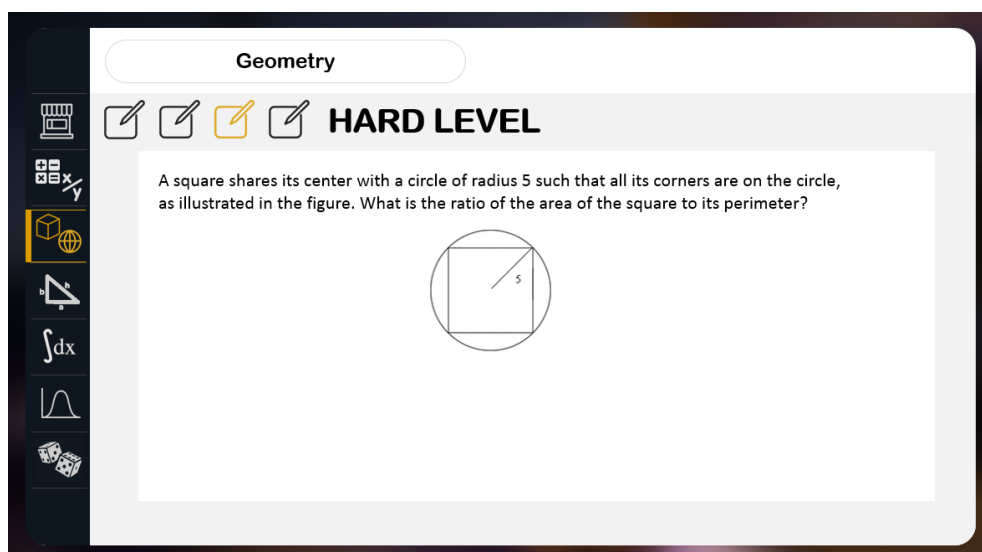 Geometry
HARD LEVEL
A square shares its center with a circle of radius 5 such that all its corners are on the circle,
as illustrated in the figure. What is the ratio of the area of the square to its perimeter?
5
x/y
b h
a
∫dx